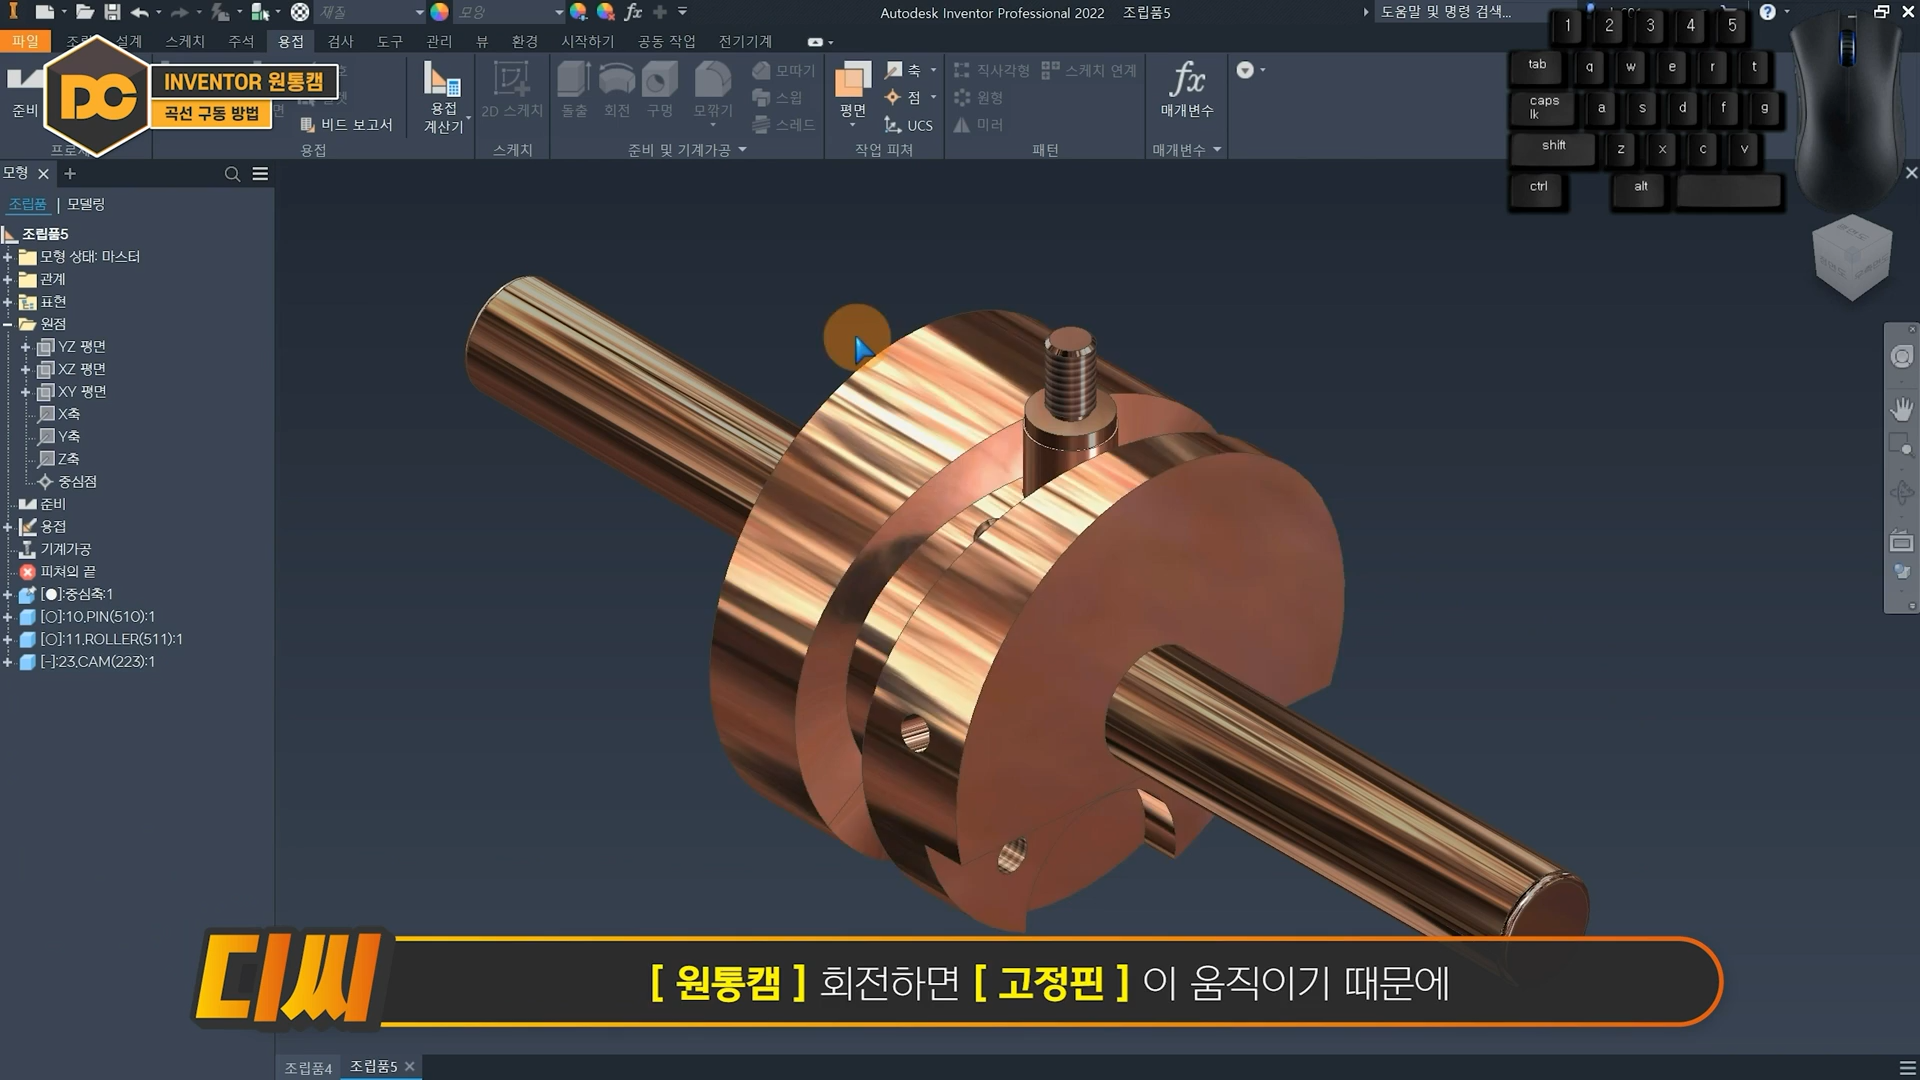 재질
모양
fx
Autodesk Inventor Professional 2022 조립품5
도움말 및 명령 검색...
파일 설계 스케치 주석 용접 검사 도구 관리 뷰 환경 시작하기 공동 작업 전기기계
DC
INVENTOR 원통캠
곡선 구동 방법
준비
비드 보고서
용접
계산기
2D 스케치
돌출 회전 구멍 모깎기
모따기
스윕
스레드
평면
축
점
UCS
직사각형 스케치 연계
원형
미러
fx
매개변수
용접 스케치 준비 및 기계가공 작업 피쳐 패턴 매개변수
1 2 3 4 5
tab q w e r t
caps lk a s d f g
shift z x c v
ctrl alt
모형
조립품 | 모델링
조립품5
모형 상태: 마스터
관계
표현
원점
YZ 평면
XZ 평면
XY 평면
X축
Y축
Z축
중심점
준비
용접
기계가공
피쳐의 끝
[●]:중심축:1
[○]:10.PIN(510):1
[○]:11.ROLLER(511):1
[-]:23.CAM(223):1
디씨
[ 원통캠 ] 회전하면 [ 고정핀 ] 이 움직이기 때문에
조립품4 조립품5